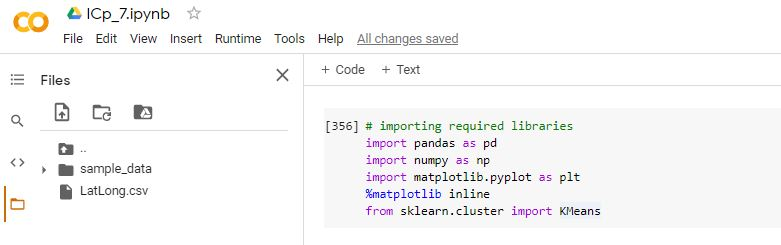 ICp_7.ipynb
File Edit View Insert Runtime Tools Help All changes saved
Files
+ Code + Text
..
sample_data
LatLong.csv
[356] # importing required libraries
import pandas as pd
import numpy as np
import matplotlib.pyplot as plt
%matplotlib inline
from sklearn.cluster import KMeans